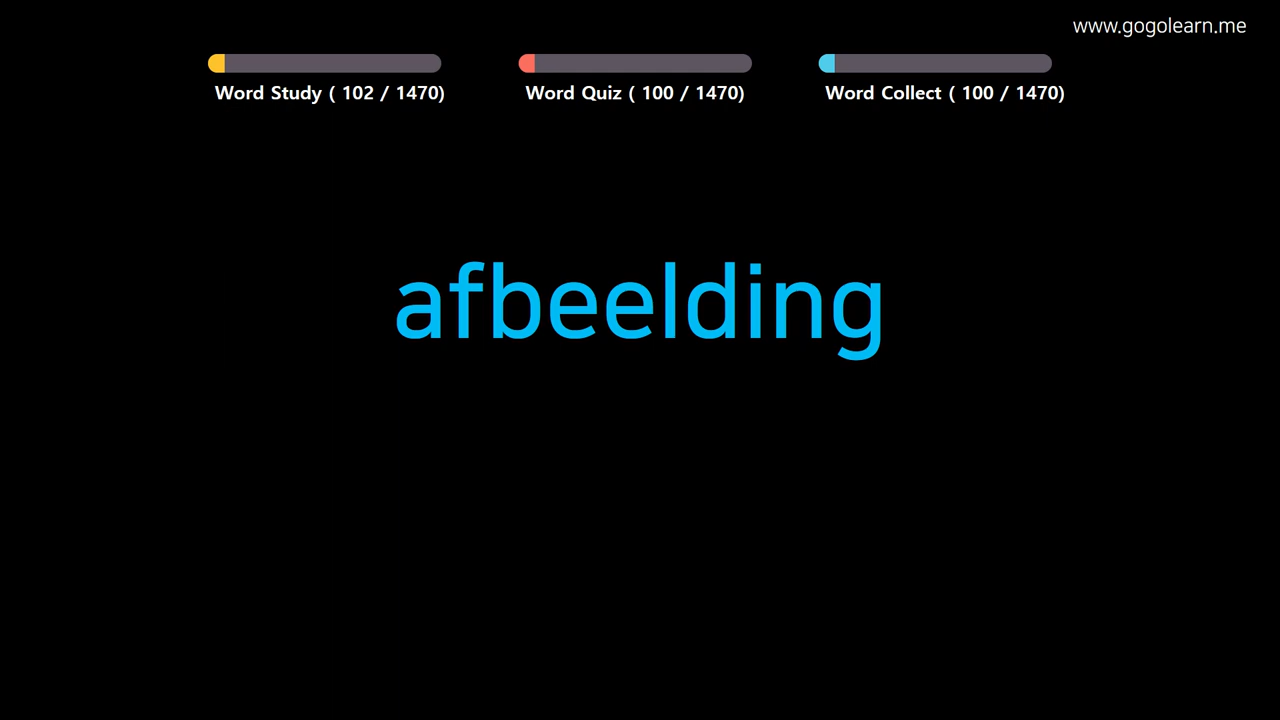 www.gogolearn.me
Word Study ( 102 / 1470)
Word Quiz ( 100 / 1470)
Word Collect ( 100 / 1470)
afbeelding